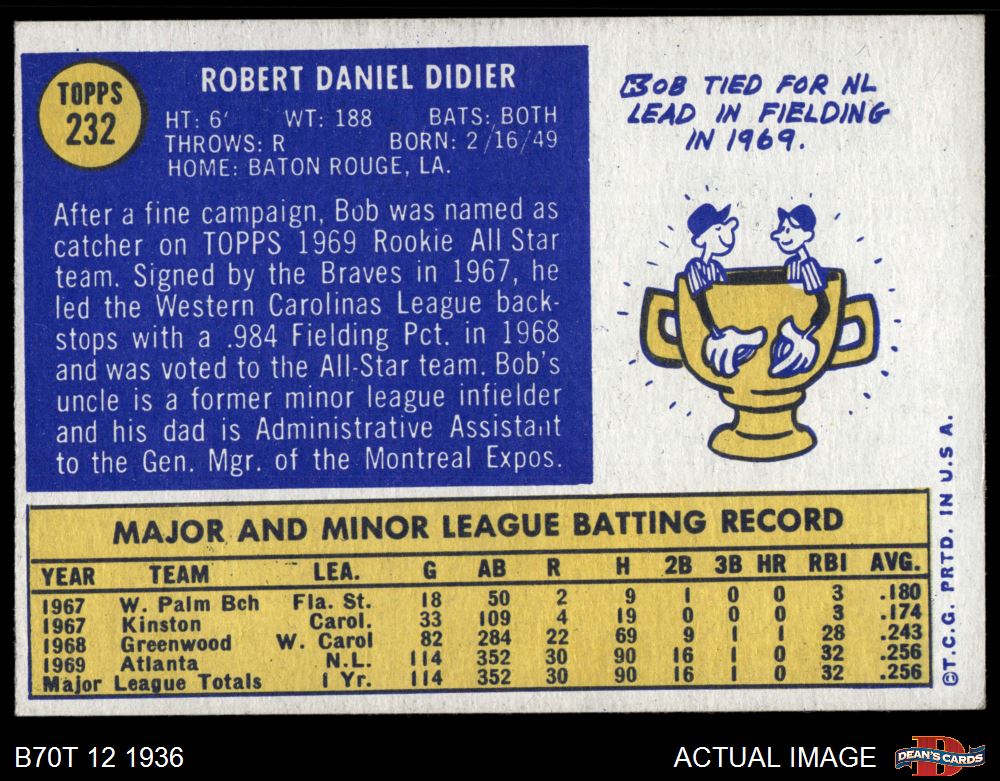 TOPPS
232
ROBERT DANIEL DIDIER
HT: 6' WT: 188 BATS: BOTH
THROWS: R BORN: 2/16/49
HOME: BATON ROUGE, LA.
After a fine campaign, Bob was named as
catcher on TOPPS 1969 Rookie All Star
team. Signed by the Braves in 1967, he
led the Western Carolinas League back-
stops with a .984 Fielding Pct. in 1968
and was voted to the All-Star team. Bob's
uncle is a former minor league infielder
and his dad is Administrative Assistant
to the Gen. Mgr. of the Montreal Expos.
BOB TIED FOR NL
LEAD IN FIELDING
IN 1969.
MAJOR AND MINOR LEAGUE BATTING RECORD
YEAR TEAM LEA. G AB R H 2B 3B HR RBI AVG.
1967 W. Palm Bch Fla. St. 18 50 2 9 1 0 0 3 .180
1967 Kinston Carol. 33 109 4 19 0 0 0 3 .174
1968 Greenwood W. Carol 82 284 22 69 9 1 1 28 .243
1969 Atlanta N.L. 114 352 30 90 16 1 0 32 .256
Major League Totals 1 Yr. 114 352 30 90 16 1 0 32 .256
©T.C.G. PRTD. IN U.S.A.
B70T 12 1936
ACTUAL IMAGE
D
DEAN'S CARDS